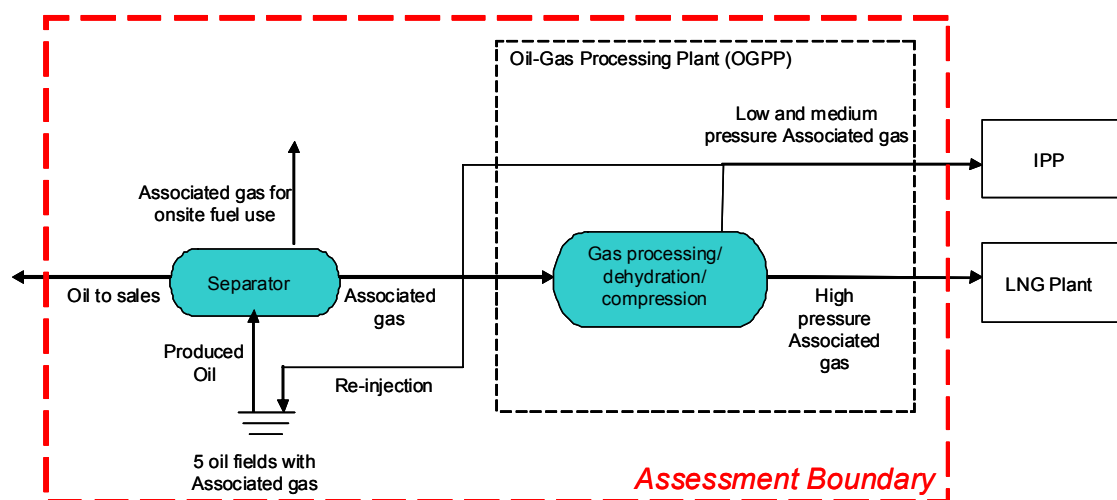 Oil-Gas Processing Plant (OGPP)
Low and medium
pressure Associated gas
IPP
Associated gas for
onsite fuel use
Separator
Gas processing/
dehydration/
compression
LNG Plant
Oil to sales
Associated
gas
High
pressure
Associated
gas
Produced
Oil
Re-injection
5 oil fields with
Associated gas
Assessment Boundary